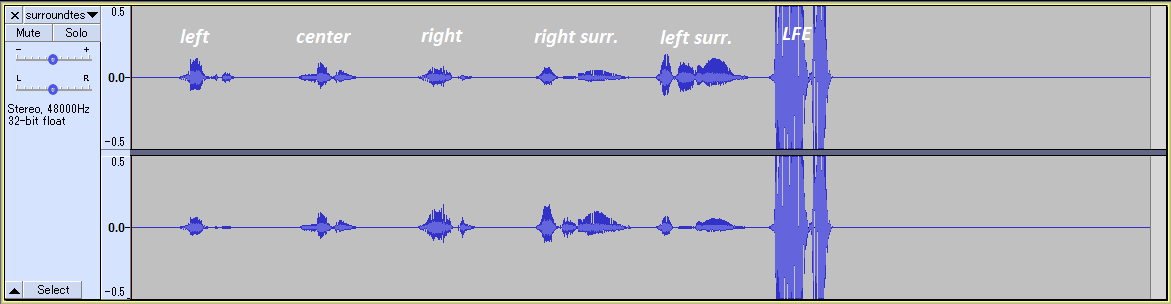 × surroundtes▼
Mute Solo
- +
L R
Stereo, 48000Hz
32-bit float
▲ Select
0.5
0.0-
-0.5
0.5
0.0-
-0.5
left center right right surr. left surr. LFE